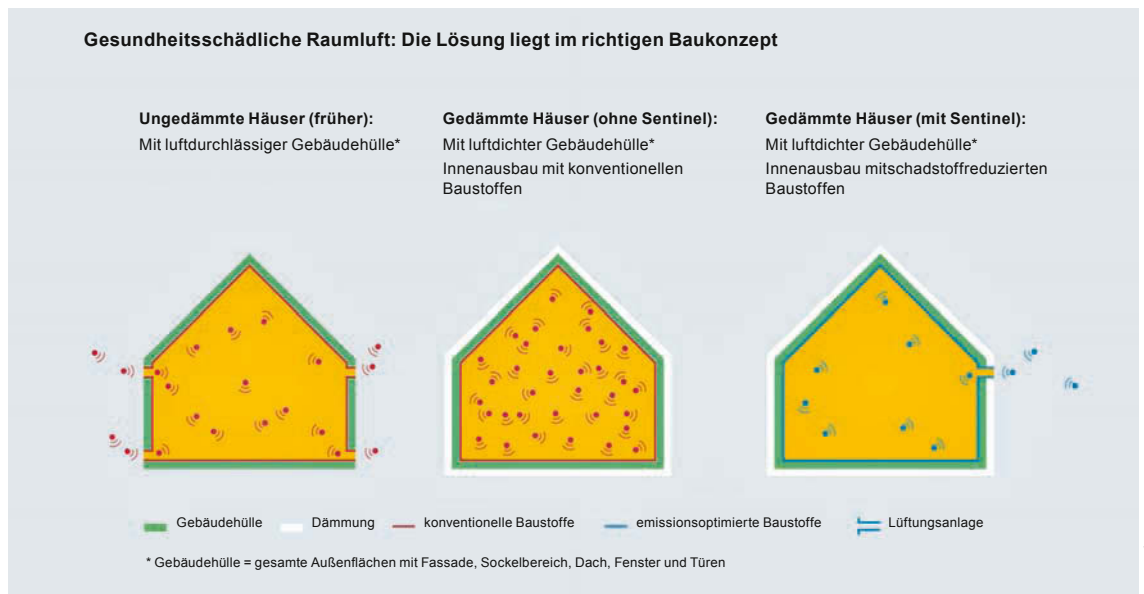 Gesundheitsschädliche Raumluft: Die Lösung liegt im richtigen Baukonzept
Ungedämmte Häuser (früher):
Mit luftdurchlässiger Gebäudehülle*
Gedämmte Häuser (ohne Sentinel):
Mit luftdichter Gebäudehülle*
Innenausbau mit konventionellen
Baustoffen
Gedämmte Häuser (mit Sentinel):
Mit luftdichter Gebäudehülle*
Innenausbau mitschadstoffreduzierten
Baustoffen
Gebäudehülle
Dämmung
konventionelle Baustoffe
emissionsoptimierte Baustoffe
Lüftungsanlage
* Gebäudehülle = gesamte Außenflächen mit Fassade, Sockelbereich, Dach, Fenster und Türen